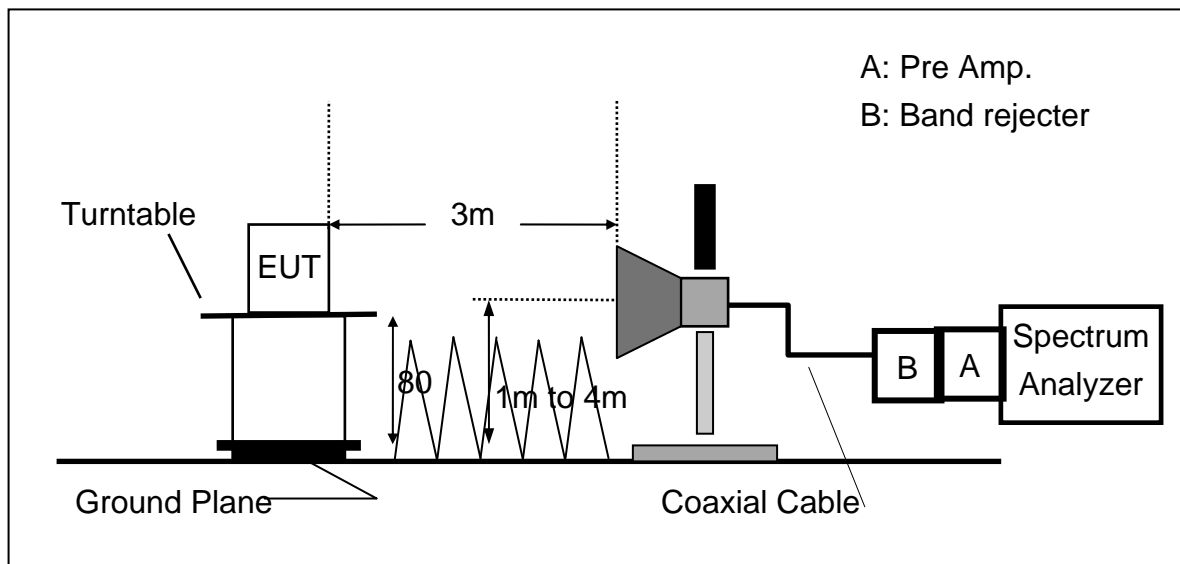 A: Pre Amp.
B: Band rejecter
Turntable
3m
EUT
80
1m to 4m
B
A
Spectrum
Analyzer
Ground Plane
Coaxial Cable